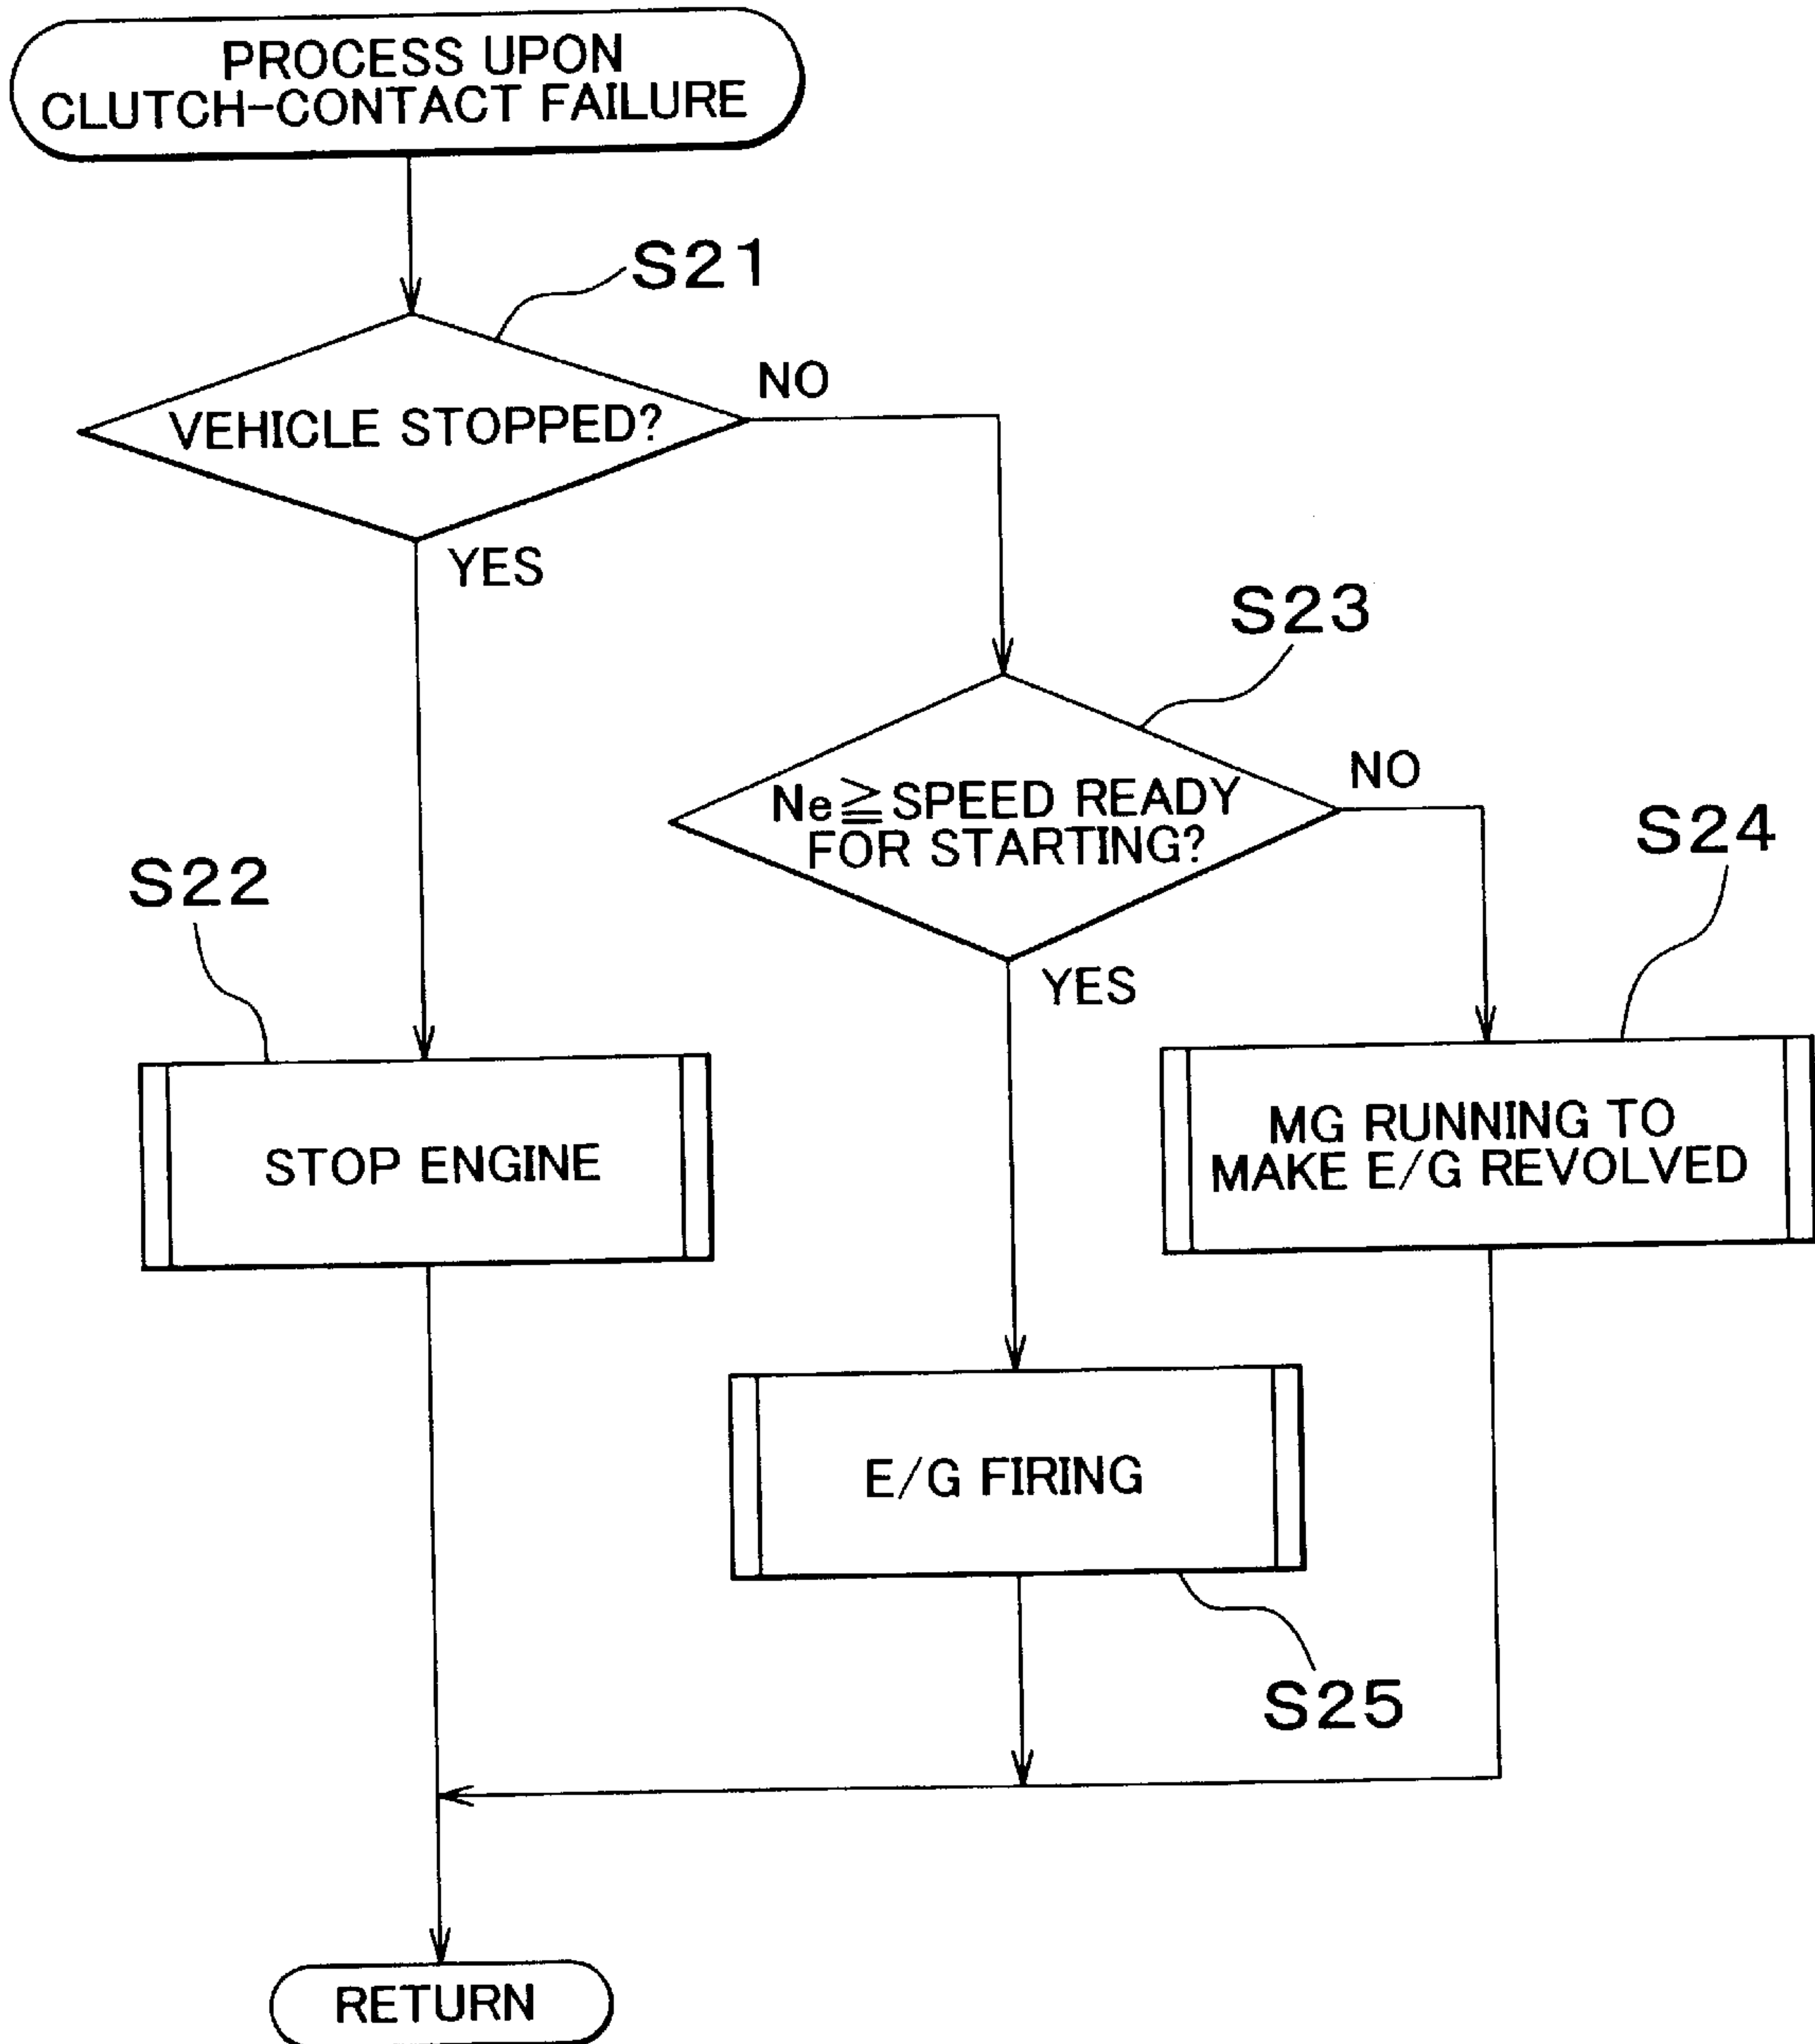 PROCESS UPON
CLUTCH-CONTACT FAILURE
S21
NO
VEHICLE STOPPED?
YES
S23
NO
Ne≧SPEED READY
FOR STARTING?
S24
S22
YES
MG RUNNING TO
MAKE E/G REVOLVED
STOP ENGINE
E/G FIRING
S25
RETURN